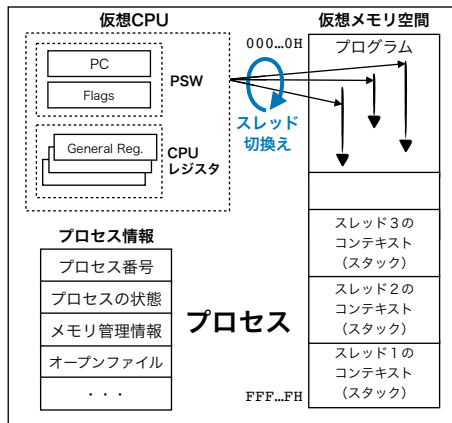 仮想CPU
PC
Flags
PSW
General Reg.
CPU
レジスタ
スレッド
切換え
プロセス情報
プロセス番号
プロセスの状態
メモリ管理情報
オープンファイル
・・・
プロセス
仮想メモリ空間
000…0H
プログラム
スレッド3の
コンテキスト
（スタック）
スレッド2の
コンテキスト
（スタック）
スレッド1の
コンテキスト
（スタック）
FFF…FH